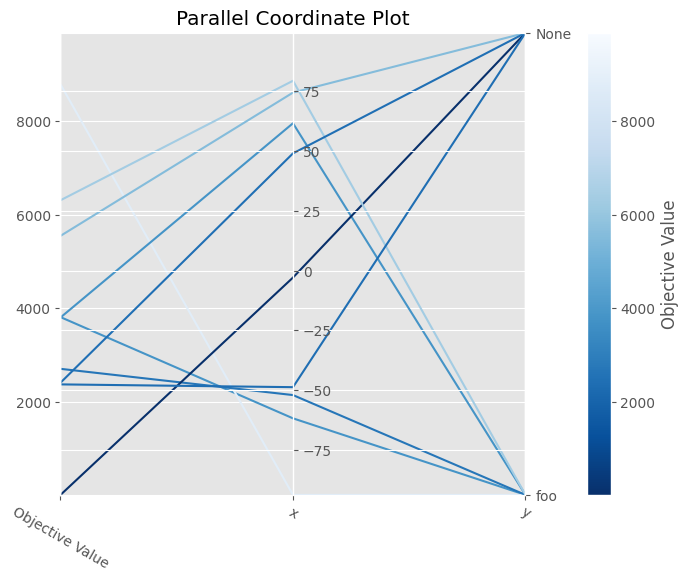 Parallel Coordinate Plot
None
8000
6000
4000
2000
75
50
25
0
−25
−50
−75
foo
Objective Value
x
y
8000
6000
4000
2000
Objective Value